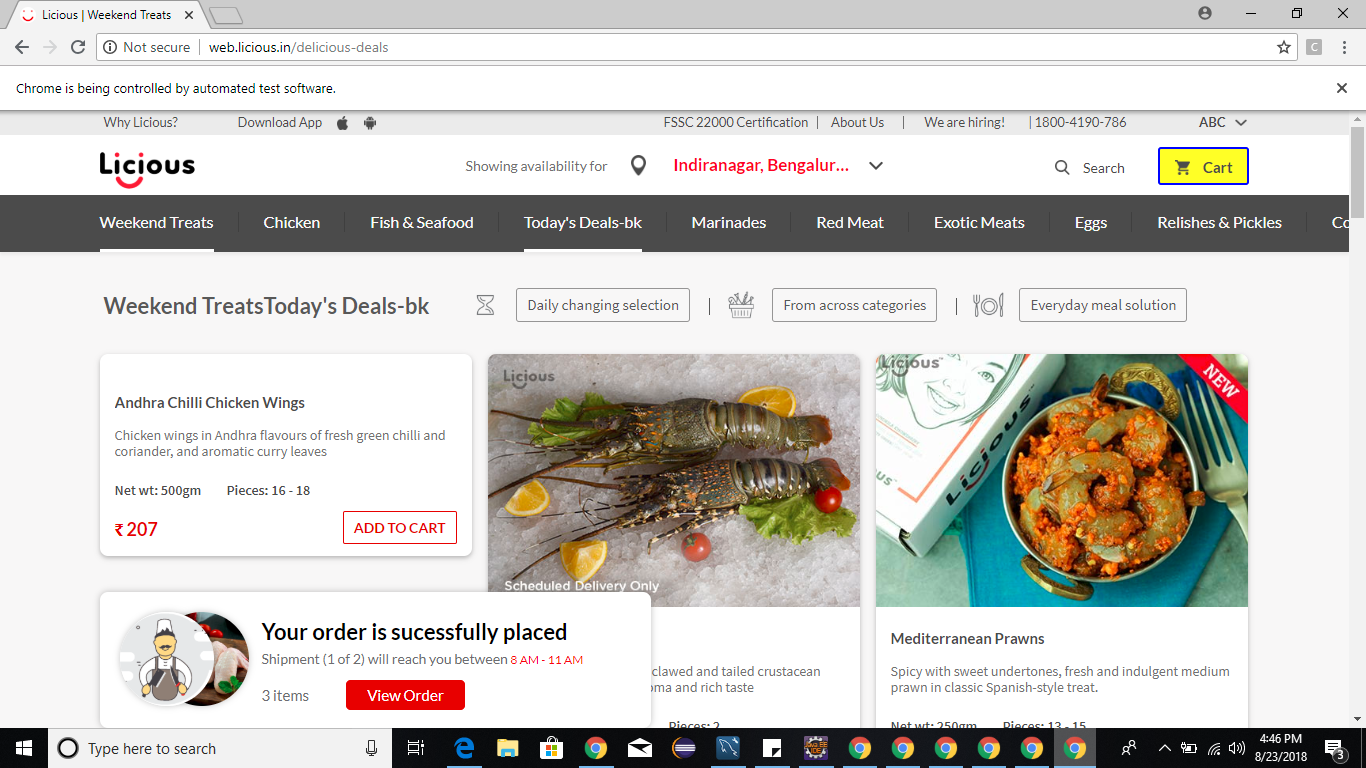 Licious | Weekend Treats
Not secure
web.licious.in/delicious-deals
C
Chrome is being controlled by automated test software.
Why Licious?
Download App
FSSC 22000 Certification |
About Us |
We are hiring!
| 1800-4190-786
ABC
Licious
Showing availability for
Indiranagar, Bengalur...
Search
Cart
Weekend Treats
Chicken
Fish & Seafood
Today's Deals-bk
Marinades
Red Meat
Exotic Meats
Eggs
Relishes & Pickles
Co
Weekend TreatsToday's Deals-bk
Daily changing selection |
From across categories |
Everyday meal solution
Andhra Chilli Chicken Wings
Chicken wings in Andhra flavours of fresh green chilli and
coriander, and aromatic curry leaves
Net wt: 500gm
Pieces: 16 - 18
₹ 207
ADD TO CART
Licious
Scheduled Delivery Only
clawed and tailed crustacean
oma and rich taste
Pieces: 2
Licious
NEW
Licious
Mediterranean Prawns
Spicy with sweet undertones, fresh and indulgent medium
prawn in classic Spanish-style treat.
Net wt: 250gm
Pieces: 13 - 15
Your order is sucessfully placed
Shipment (1 of 2) will reach you between 8 AM - 11 AM
3 items
View Order
Type here to search
4:46 PM
8/23/2018
3